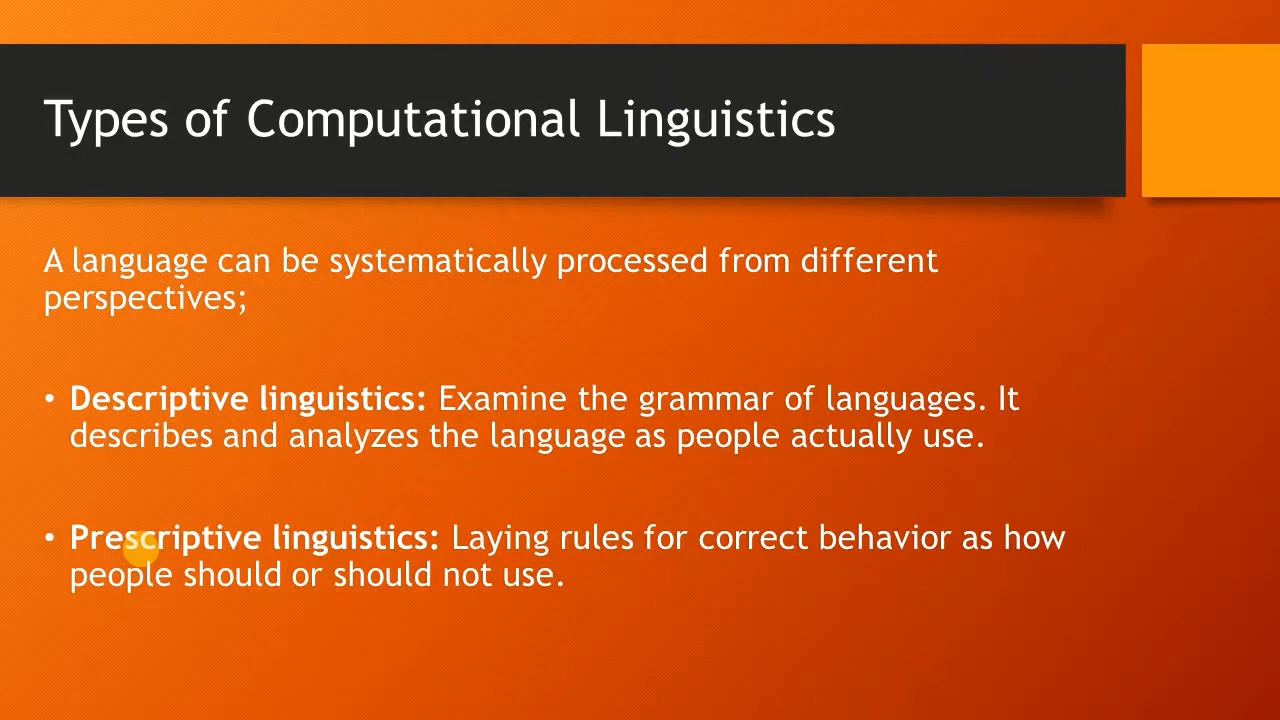 Types of Computational Linguistics
A language can be systematically processed from different
perspectives;
• Descriptive linguistics: Examine the grammar of languages. It
describes and analyzes the language as people actually use.
• Prescriptive linguistics: Laying rules for correct behavior as how
people should or should not use.